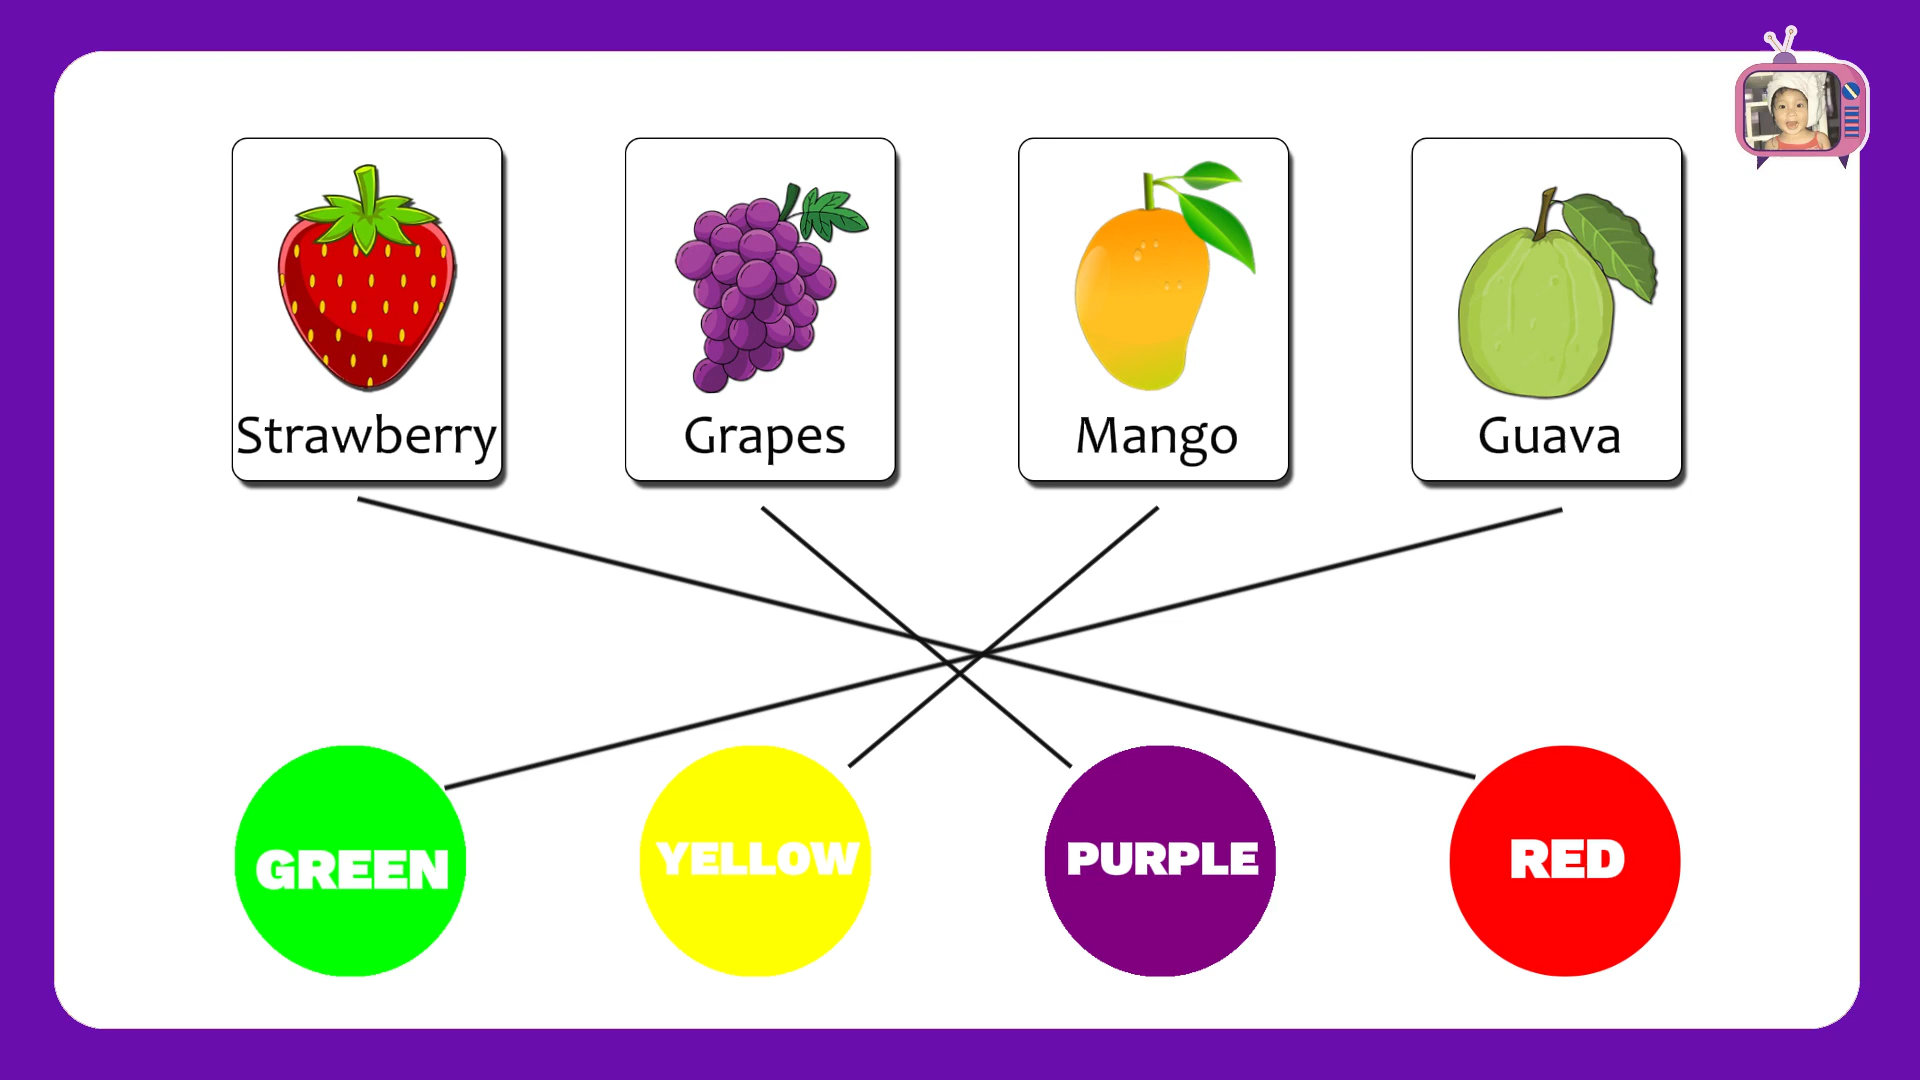 Strawberry
Grapes
Mango
Guava
GREEN
YELLOW
PURPLE
RED